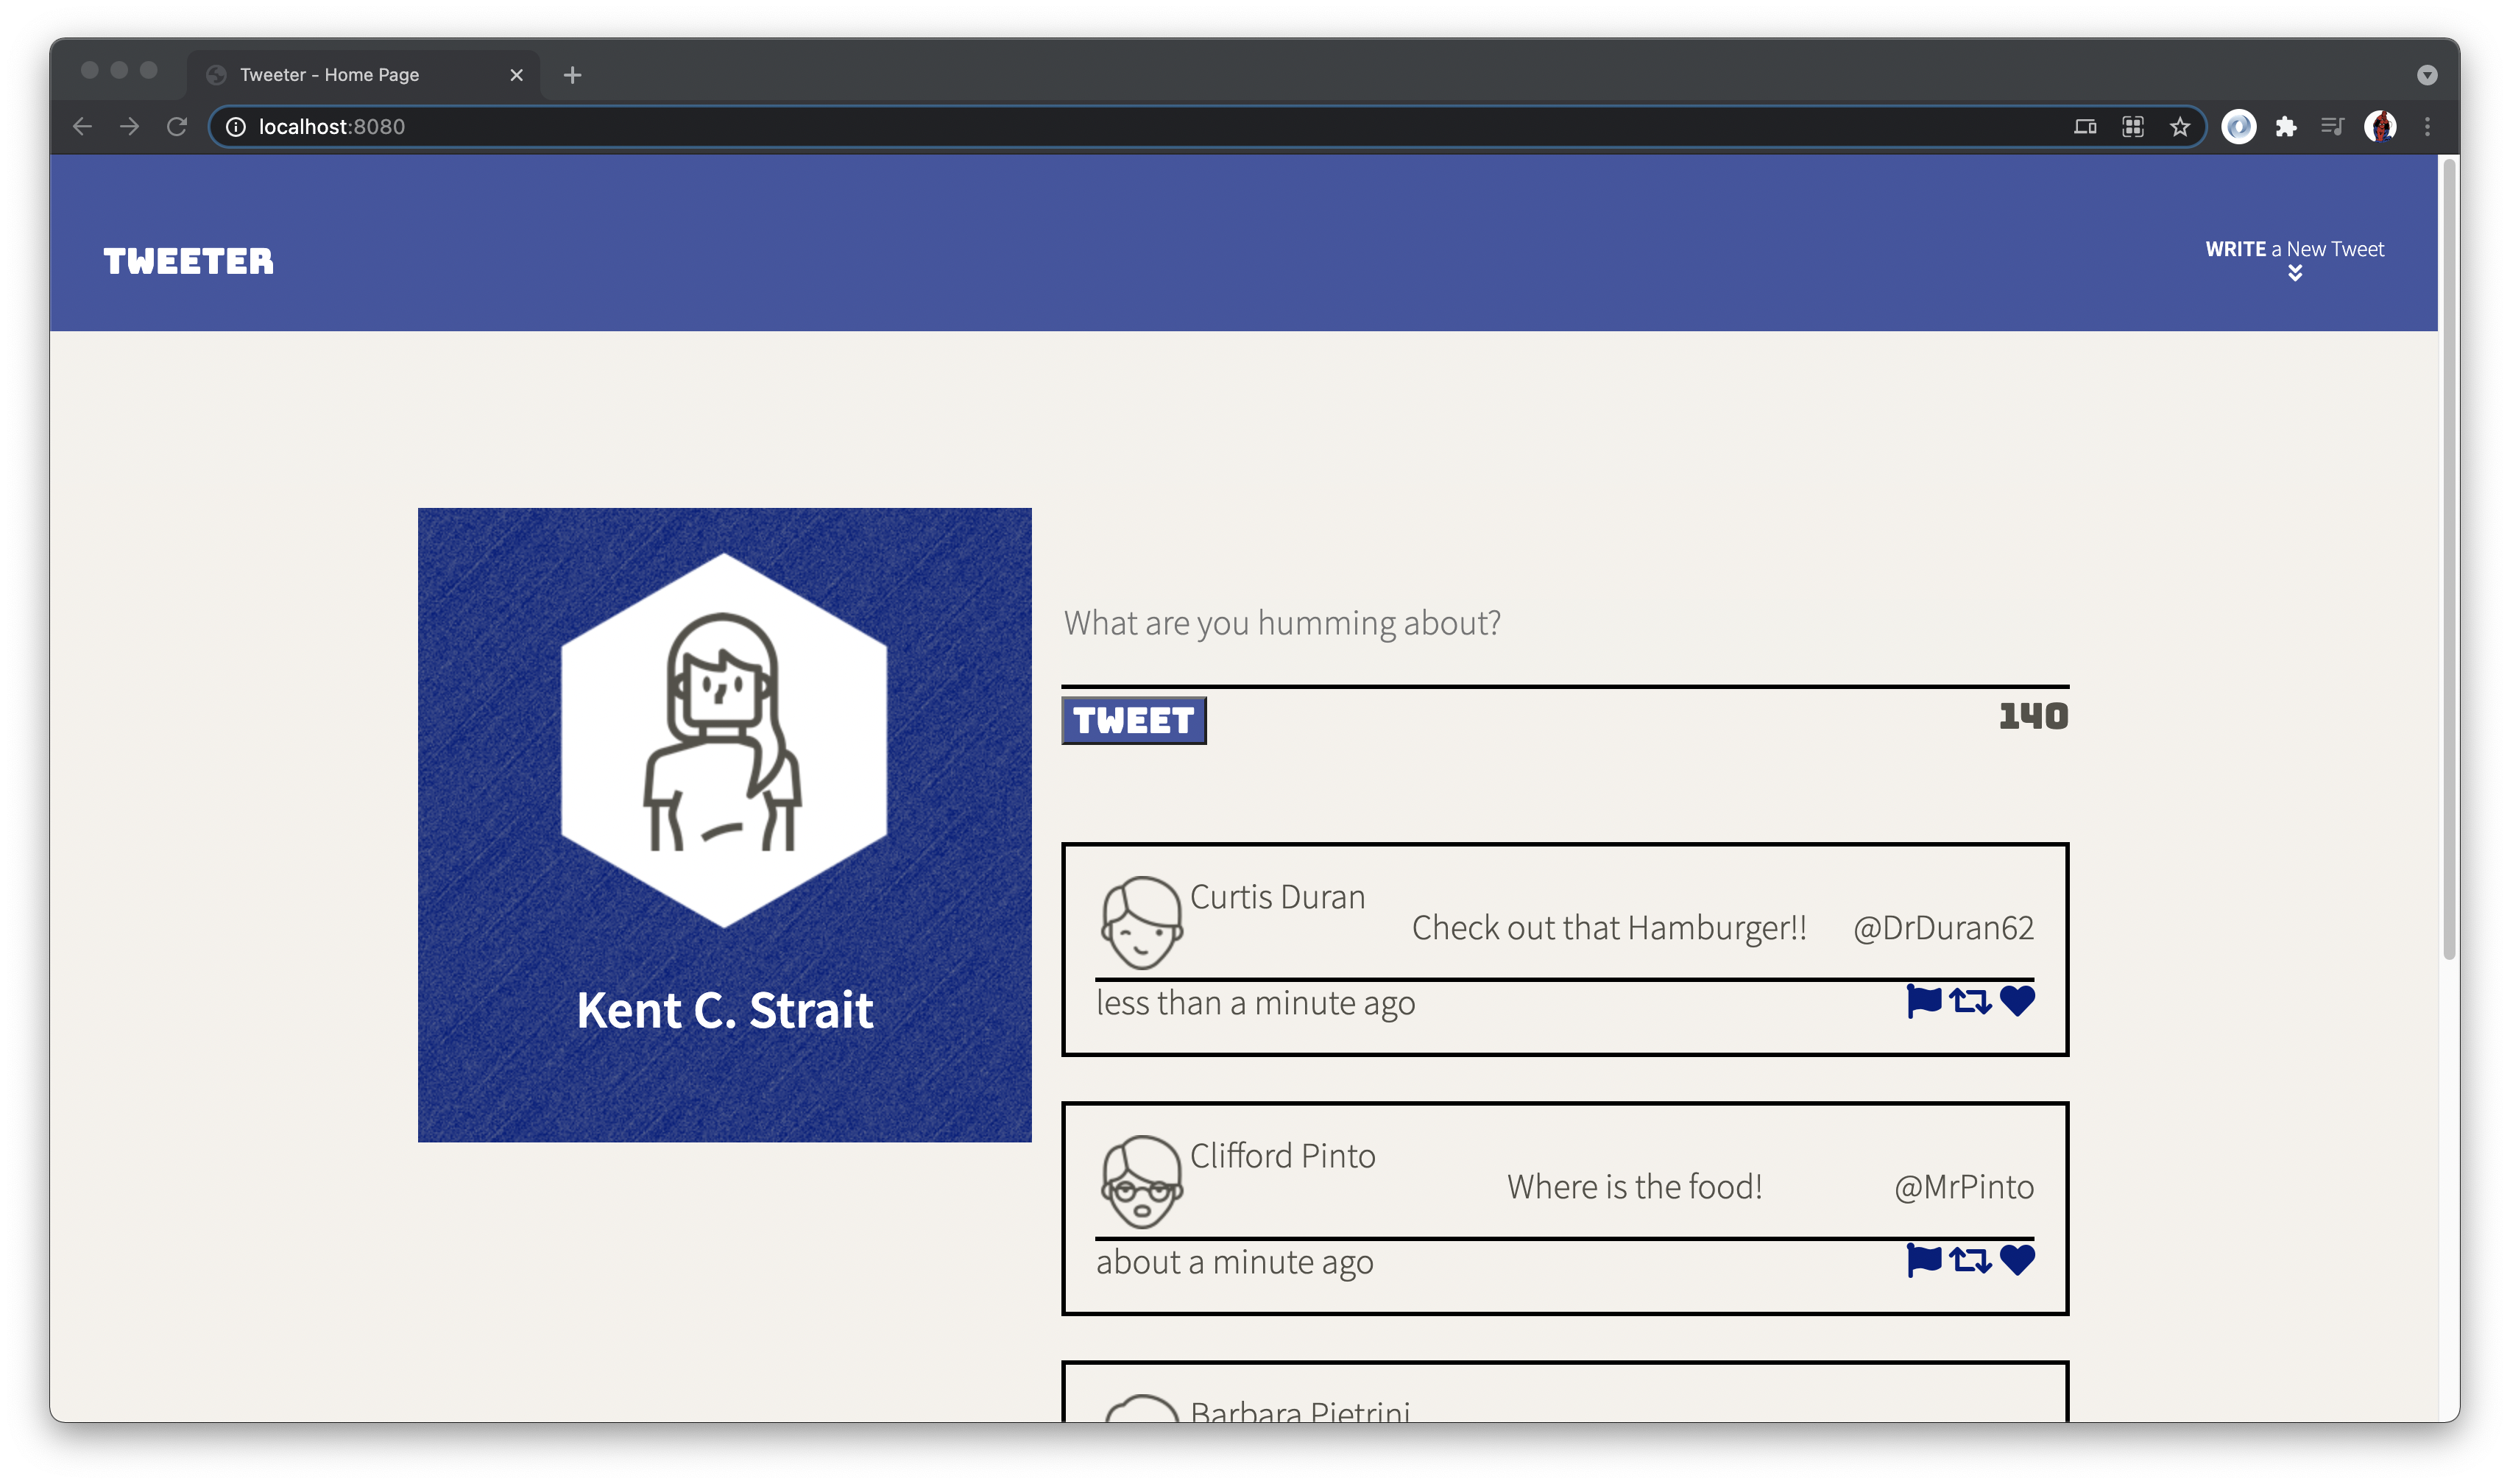 Tweeter - Home Page
localhost:8080
TWEETER
WRITE a New Tweet
Kent C. Strait
What are you humming about?
TWEET
140
Curtis Duran
Check out that Hamburger!!
@DrDuran62
less than a minute ago
Clifford Pinto
Where is the food!
@MrPinto
about a minute ago
Barbara Pietrini